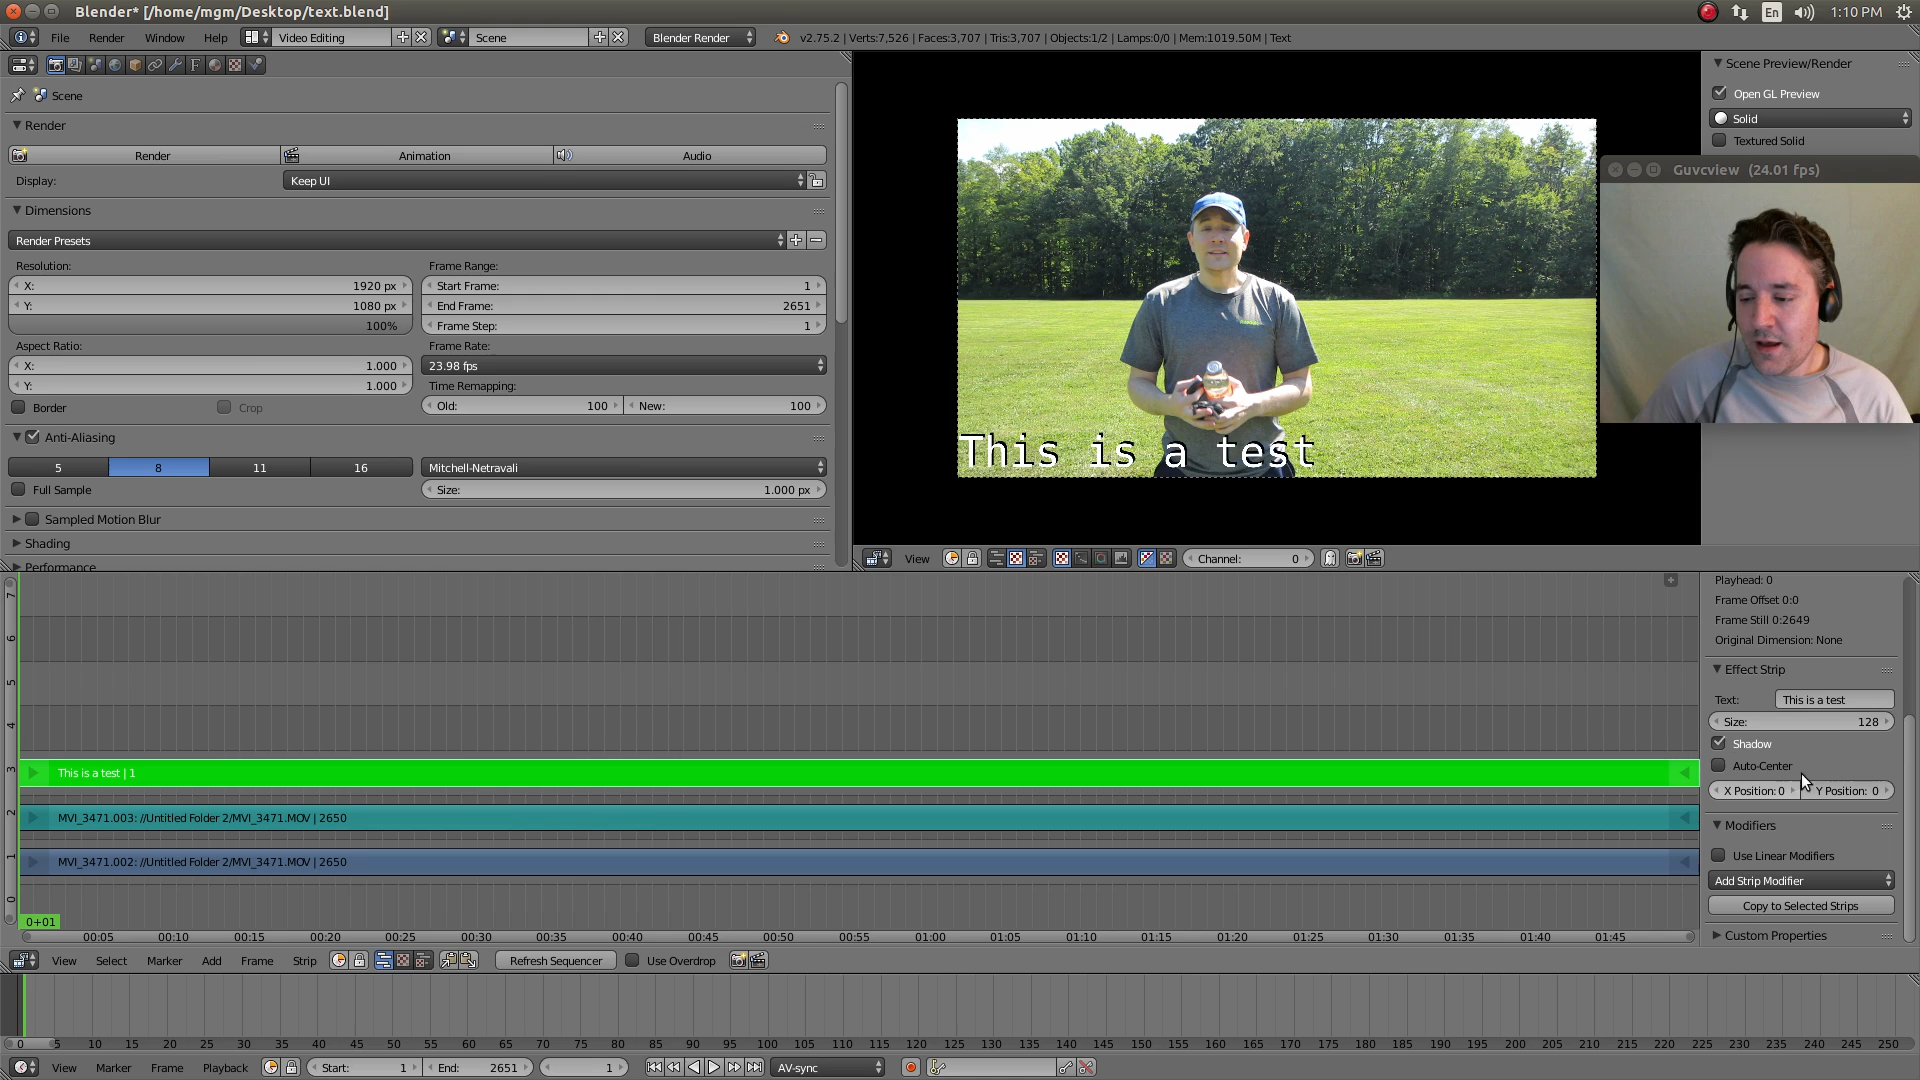 Blender* [/home/mgm/Desktop/text.blend]
En
1:10 PM
File
Render
Window
Help
Video Editing
Scene
Blender Render
v2.75.2 | Verts:7,526 | Faces:3,707 | Tris:3,707 | Objects:1/2 | Lamps:0/0 | Mem:1019.50M | Text
Scene
Render
Render
Animation
Audio
Display:
Keep UI
Dimensions
Render Presets
Resolution:
X: 1920 px
Y: 1080 px
100%
Aspect Ratio:
X: 1.000
Y: 1.000
Border
Crop
Frame Range:
Start Frame: 1
End Frame: 2651
Frame Step: 1
Frame Rate:
23.98 fps
Time Remapping:
Old: 100
New: 100
Anti-Aliasing
5
8
11
16
Mitchell-Netravali
Full Sample
Size: 1.000 px
Sampled Motion Blur
Shading
Performance
This is a test
View
Channel: 0
Scene Preview/Render
Open GL Preview
Solid
Textured Solid
Guvcview (24.01 fps)
7
6
5
4
3
2
1
0
This is a test | 1
MVI_3471.003: //Untitled Folder 2/MVI_3471.MOV | 2650
MVI_3471.002: //Untitled Folder 2/MVI_3471.MOV | 2650
0+01
00:05 00:10 00:15 00:20 00:25 00:30 00:35 00:40 00:45 00:50 00:55 01:00 01:05 01:10 01:15 01:20 01:25 01:30 01:35 01:40 01:45
View
Select
Marker
Add
Frame
Strip
Refresh Sequencer
Use Overdrop
Playhead: 0
Frame Offset 0:0
Frame Still 0:2649
Original Dimension: None
Effect Strip
Text: This is a test
Size: 128
Shadow
Auto-Center
X Position: 0
Y Position: 0
Modifiers
Use Linear Modifiers
Add Strip Modifier
Copy to Selected Strips
Custom Properties
0 5 10 15 20 25 30 35 40 45 50 55 60 65 70 75 80 85 90 95 100 105 110 115 120 125 130 135 140 145 150 155 160 165 170 175 180 185 190 195 200 205 210 215 220 225 230 235 240 245 250
View
Marker
Frame
Playback
Start: 1
End: 2651
1
AV-sync